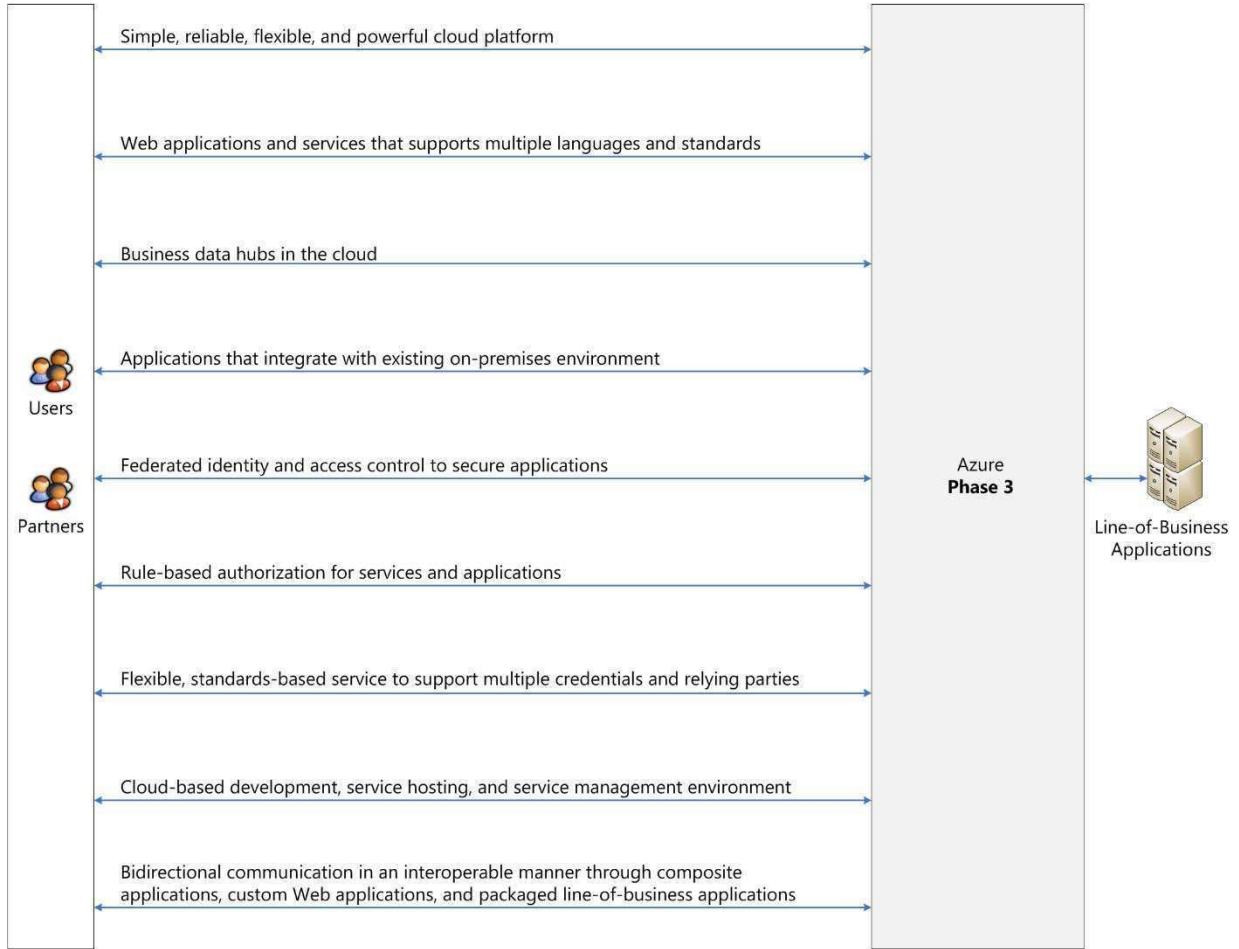 Simple, reliable, flexible, and powerful cloud platform
Web applications and services that supports multiple languages and standards
Business data hubs in the cloud
Applications that integrate with existing on-premises environment
Users
Federated identity and access control to secure applications
Partners
Azure
Phase 3
Line-of-Business
Applications
Rule-based authorization for services and applications
Flexible, standards-based service to support multiple credentials and relying parties
Cloud-based development, service hosting, and service management environment
Bidirectional communication in an interoperable manner through composite
applications, custom Web applications, and packaged line-of-business applications